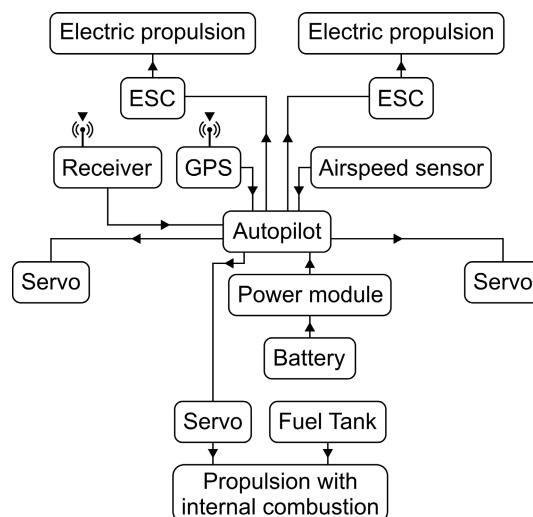 Electric propulsion
Electric propulsion
ESC
ESC
Receiver
GPS
Airspeed sensor
Autopilot
Servo
Servo
Power module
Battery
Servo
Fuel Tank
Propulsion with
internal combustion